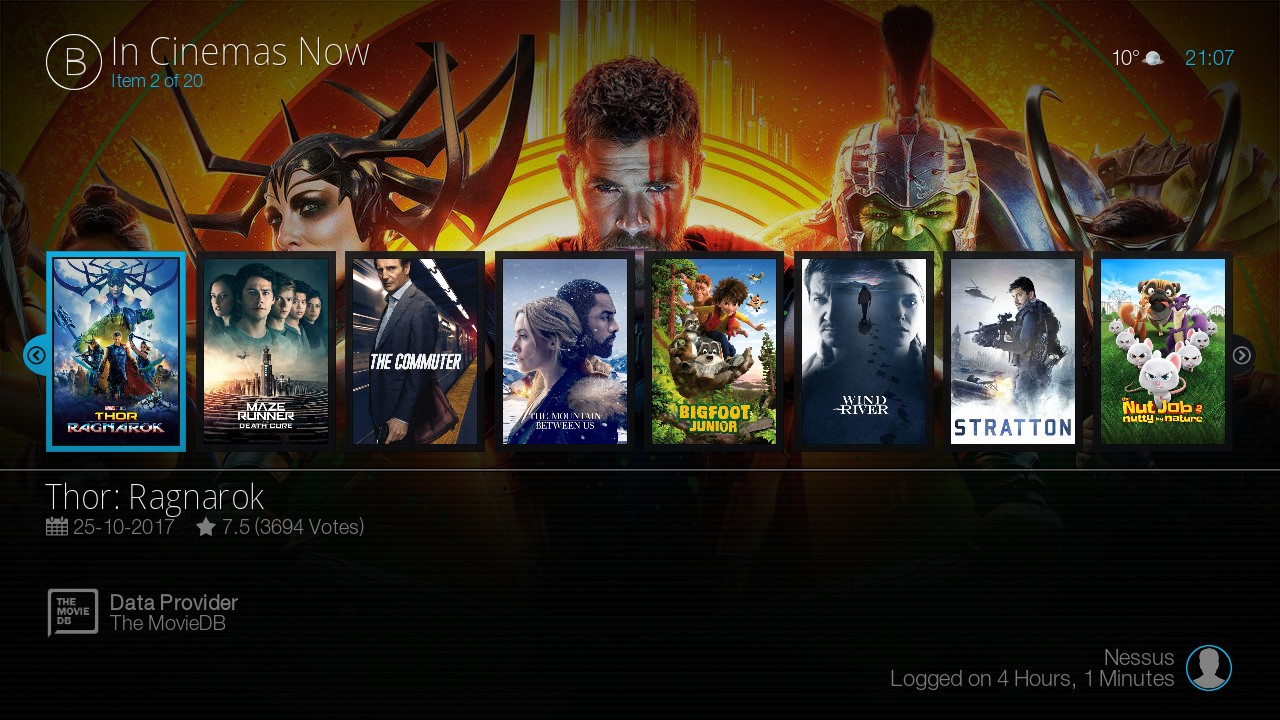 B
In Cinemas Now
Item 2 of 20
10°
21:07
THOR
RAGNAROK
MAZE
RUNNER
DEATH CURE
THE COMMUTER
THE MOUNTAIN
BETWEEN US
BIGFOOT
JUNIOR
WIND
RIVER
STRATTON
the
Nut Job 2
nutty by nature
Thor: Ragnarok
25-10-2017 7.5 (3694 Votes)
THE
MOVIE
DB
Data Provider
The MovieDB
Nessus
Logged on 4 Hours, 1 Minutes